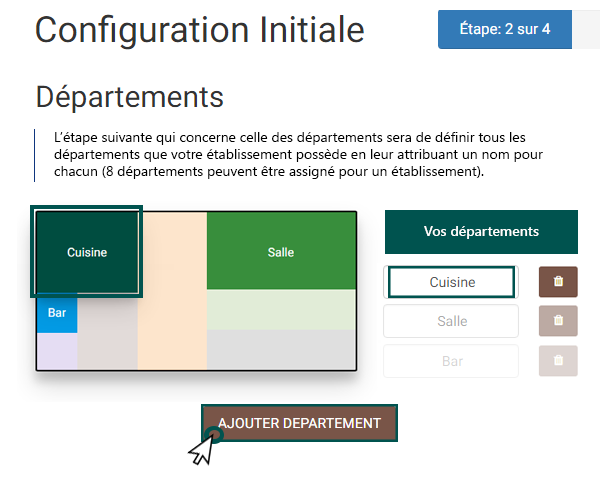 Configuration Initiale
Étape: 2 sur 4
Départements
L'étape suivante qui concerne celle des départements sera de définir tous les
départements que votre établissement possède en leur attribuant un nom pour
chacun (8 départements peuvent être assigné pour un établissement).
Cuisine
Salle
Bar
Vos départements
Cuisine
Salle
Bar
AJOUTER DEPARTEMENT